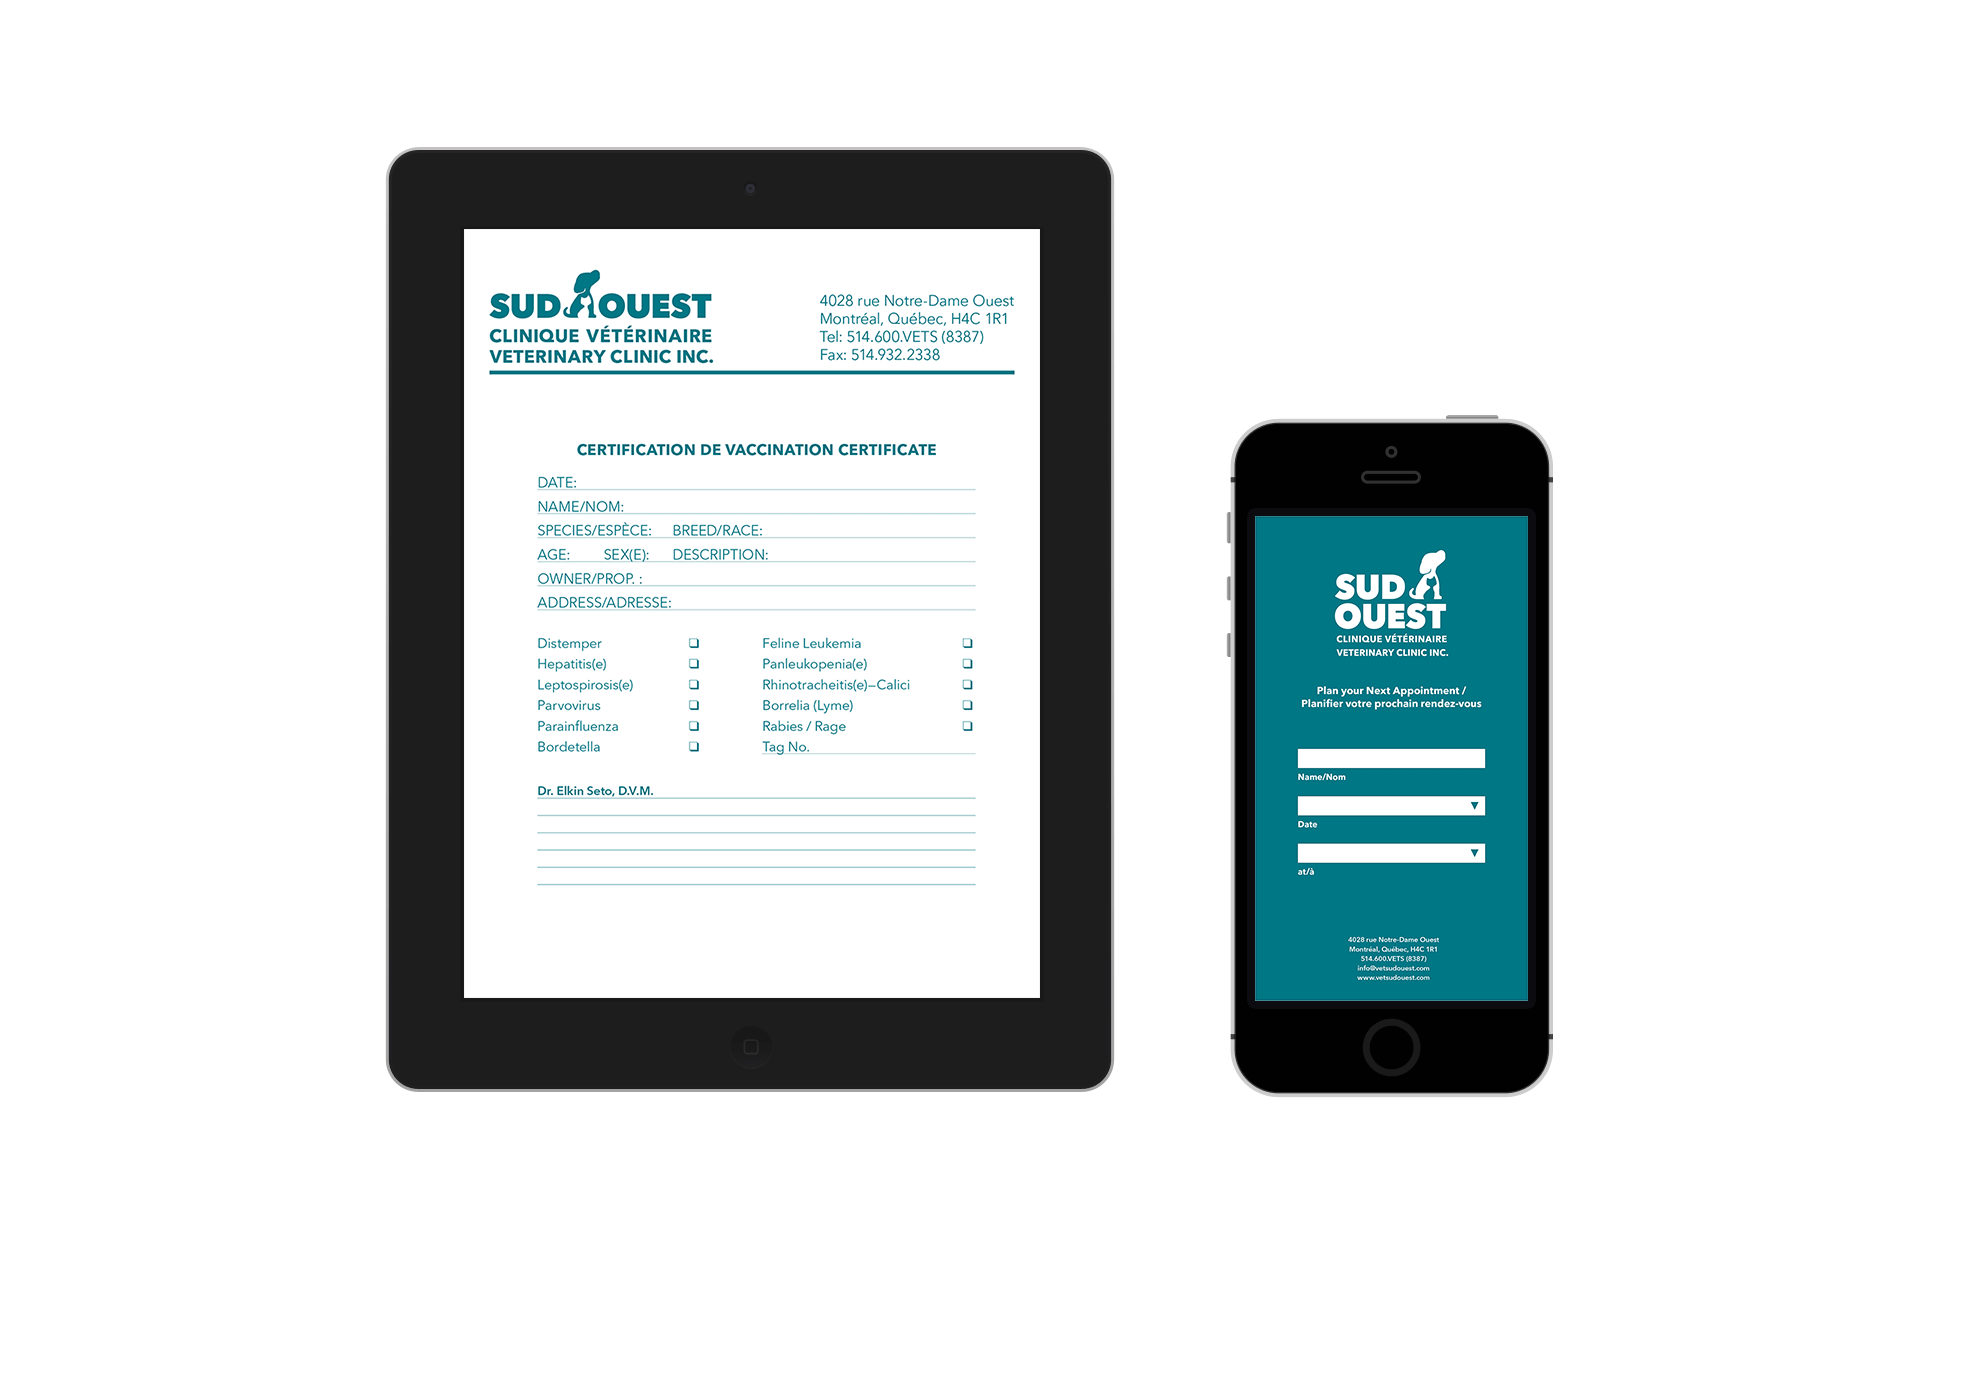 SUD OUEST
CLINIQUE VÉTÉRINAIRE
VETERINARY CLINIC INC.
4028 rue Notre-Dame Ouest
Montréal, Québec, H4C 1R1
Tel: 514.600.VETS (8387)
Fax: 514.932.2338
CERTIFICATION DE VACCINATION CERTIFICATE
DATE:
NAME/NOM:
SPECIES/ESPÈCE: BREED/RACE:
AGE: SEX(E): DESCRIPTION:
OWNER/PROP. :
ADDRESS/ADRESSE:
Distemper
Hepatitis(e)
Leptospirosis(e)
Parvovirus
Parainfluenza
Bordetella
Feline Leukemia
Panleukopenia(e)
Rhinotracheitis(e)–Calici
Borrelia (Lyme)
Rabies / Rage
Tag No.
Dr. Elkin Seto, D.V.M.
SUD
OUEST
CLINIQUE VÉTÉRINAIRE
VETERINARY CLINIC INC.
Plan your Next Appointment /
Planifier votre prochain rendez-vous
Name/Nom
Date
at/à
4028 rue Notre-Dame Ouest
Montréal, Québec, H4C 1R1
514.600.VETS (8387)
info@vetsudouest.com
www.vetsudouest.com